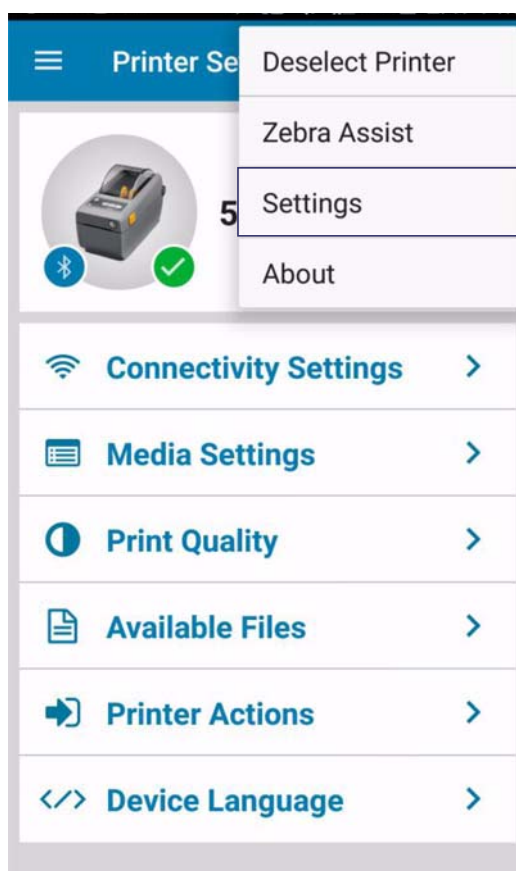 Printer Se
Deselect Printer
Zebra Assist
5
Settings
About
Connectivity Settings
Media Settings
Print Quality
Available Files
Printer Actions
Device Language